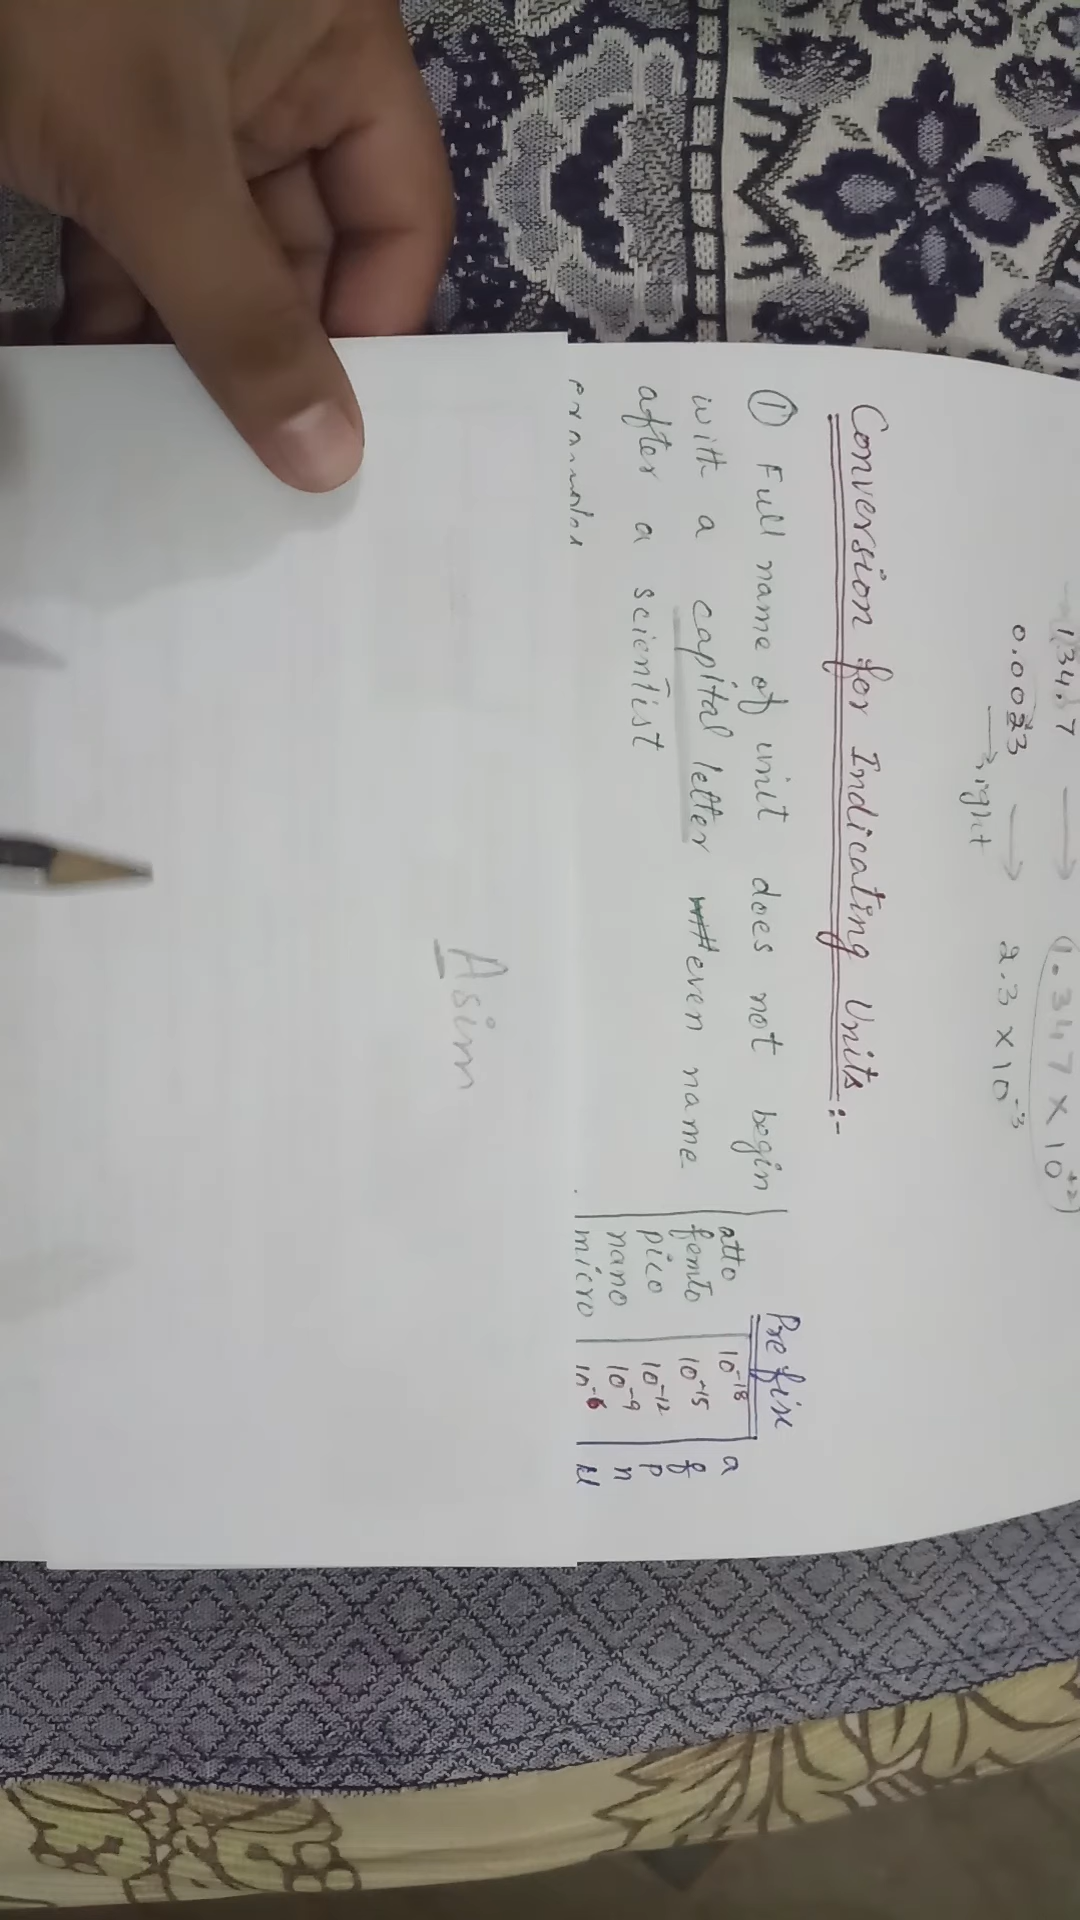 134.7 → 1.347 × 10⁺²
0.0023 → 2.3 × 10⁻³
→ right
Conversion for Indicating Units :-
① Full name of unit does not begin
with a capital letter even name
after a scientist
Prefix
atto 10⁻¹⁸ a
femto 10⁻¹⁵ f
pico 10⁻¹² p
nano 10⁻⁹ n
micro 10⁻⁶ μ
Asim